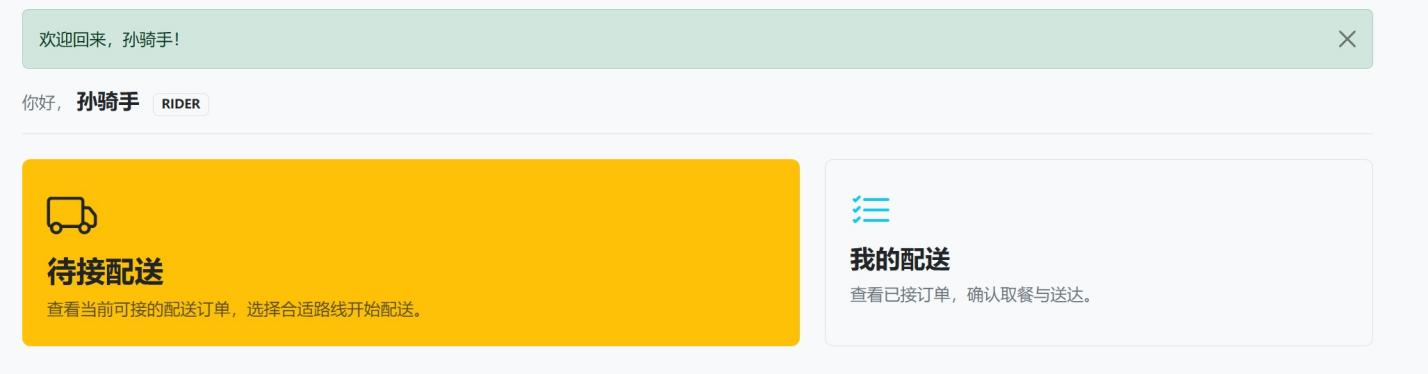 欢迎回来，孙骑手！
你好， 孙骑手 RIDER
待接配送
查看当前可接的配送订单，选择合适路线开始配送。
我的配送
查看已接订单，确认取餐与送达。